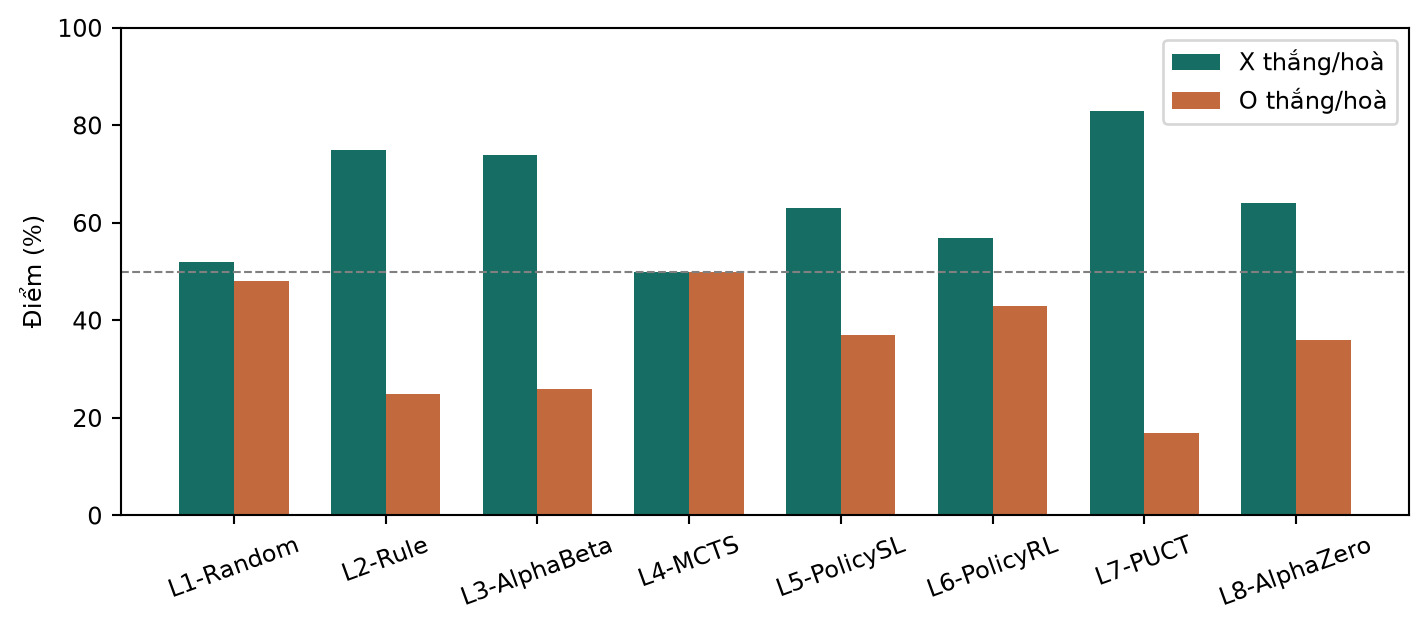 100
80
60
40
20
0
Điểm (%)
X thắng/hoà
O thắng/hoà
L1-Random
L2-Rule
L3-AlphaBeta
L4-MCTS
L5-PolicySL
L6-PolicyRL
L7-PUCT
L8-AlphaZero